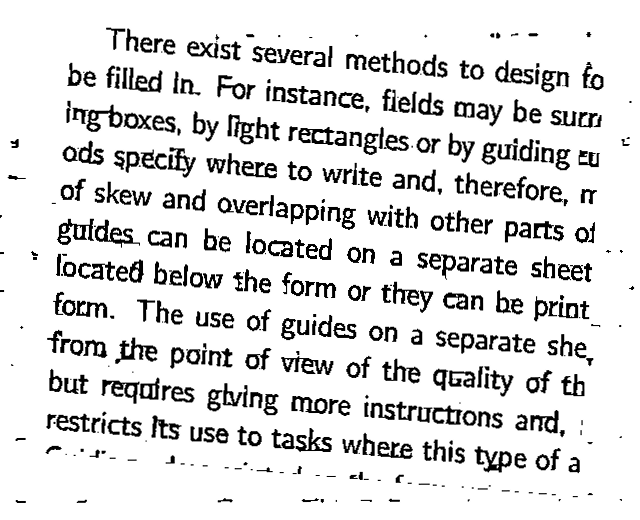 There exist several methods to design fo
be filled in. For instance, fields may be surr
ing boxes, by light rectangles or by guiding ru
ods specify where to write and, therefore, m
of skew and overlapping with other parts of
guides can be located on a separate sheet
located below the form or they can be print
form. The use of guides on a separate she
from the point of view of the quality of th
but requires giving more instructions and,
restricts its use to tasks where this type of a